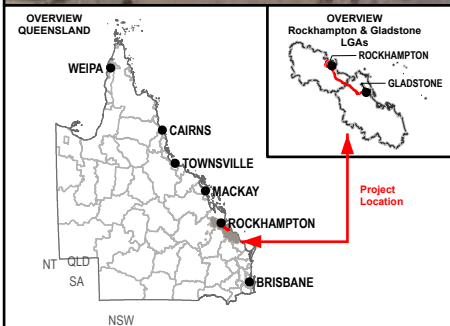 OVERVIEW
QUEENSLAND
WEIPA
CAIRNS
TOWNSVILLE
MACKAY
ROCKHAMPTON
BRISBANE
NT
QLD
SA
NSW
OVERVIEW
Rockhampton & Gladstone
LGAs
ROCKHAMPTON
GLADSTONE
Project
Location